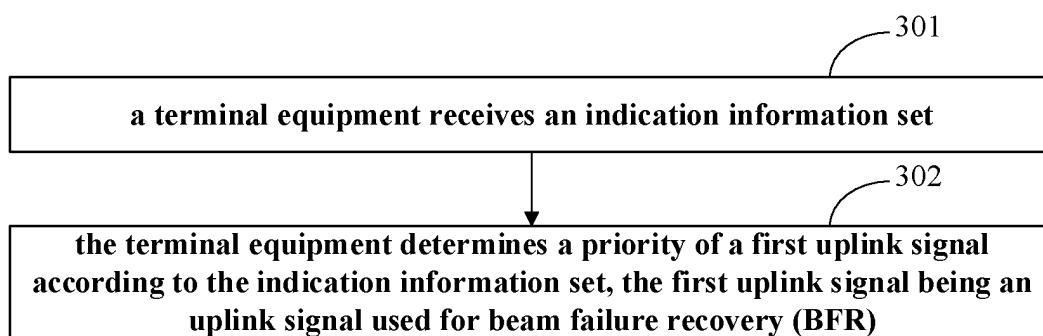 301
a terminal equipment receives an indication information set
302
the terminal equipment determines a priority of a first uplink signal
according to the indication information set, the first uplink signal being an
uplink signal used for beam failure recovery (BFR)